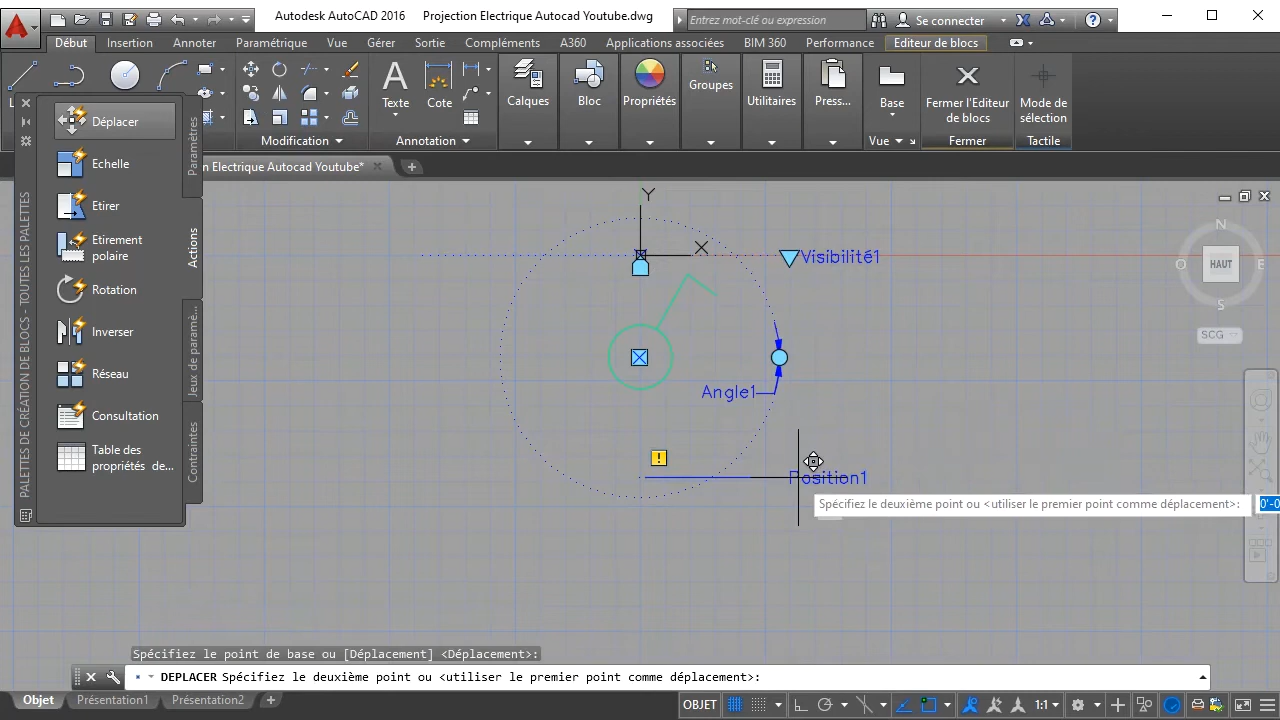 Autodesk AutoCAD 2016 Projection Electrique Autocad Youtube.dwg Entrez mot-clé ou expression Se connecter
Début Insertion Annoter Paramétrique Vue Gérer Sortie Compléments A360 Applications associées BIM 360 Performance Editeur de blocs
Texte Cote Calques Bloc Propriétés Groupes Utilitaires Press... Base Fermer l'Editeur de blocs Mode de sélection
Modification Annotation Vue Fermer Tactile
n Electrique Autocad Youtube*
PALETTES DE CRÉATION DE BLOCS - TOUTES LES PALETTES
Déplacer
Echelle
Etirer
Etirement
polaire
Rotation
Inverser
Réseau
Consultation
Table des
propriétés de...
Paramètres
Actions
Jeux de paramè...
Contraintes
Y
X
Visibilité1
Angle1
!
Position1
Spécifiez le deuxième point ou <utiliser le premier point comme déplacement>: 0'-0
N
O HAUT E
S
SCG
Spécifiez le point de base ou [Déplacement] <Déplacement>:
DEPLACER Spécifiez le deuxième point ou <utiliser le premier point comme déplacement>:
Objet Présentation1 Présentation2 OBJET 1:1